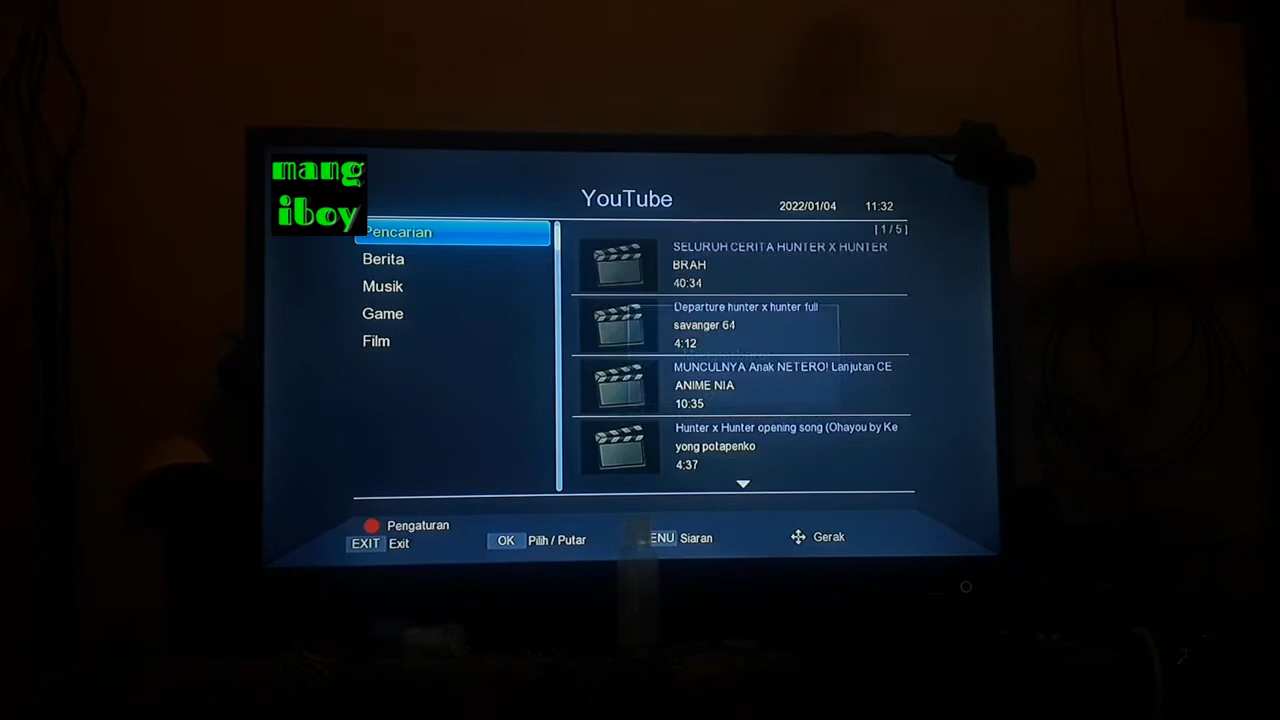 mang
iboy
YouTube
2022/01/04 11:32
[1/5]
Pencarian
Berita
Musik
Game
Film
SELURUH CERITA HUNTER X HUNTER
BRAH
40:34
Departure hunter x hunter full
savanger 64
4:12
MUNCULNYA Anak NETERO! Lanjutan CE
ANIME NIA
10:35
Hunter x Hunter opening song (Ohayou by Ke
yong potapenko
4:37
Pengaturan
EXIT Exit
OK Pilih / Putar
ENU Siaran
Gerak